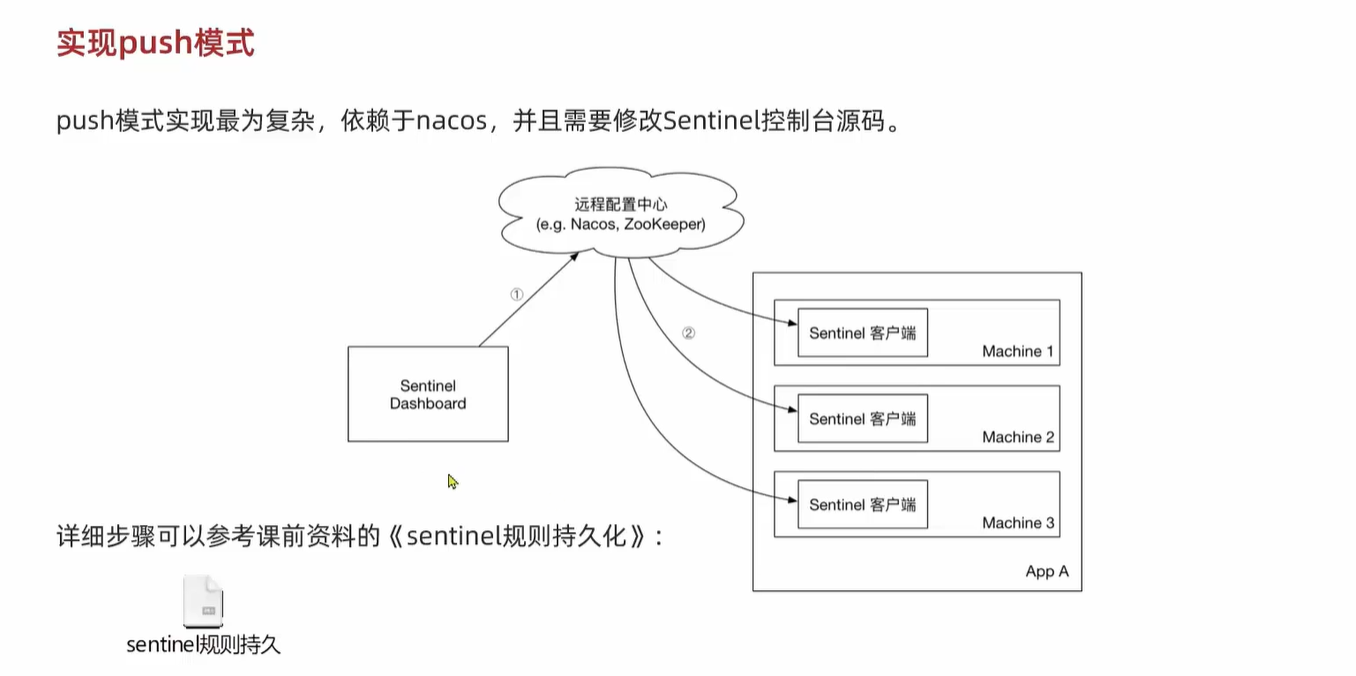 实现push模式
push模式实现最为复杂，依赖于nacos，并且需要修改Sentinel控制台源码。
远程配置中心
(e.g. Nacos, ZooKeeper)
①
②
Sentinel
Dashboard
Sentinel 客户端
Machine 1
Sentinel 客户端
Machine 2
Sentinel 客户端
Machine 3
App A
详细步骤可以参考课前资料的《sentinel规则持久化》：
sentinel规则持久